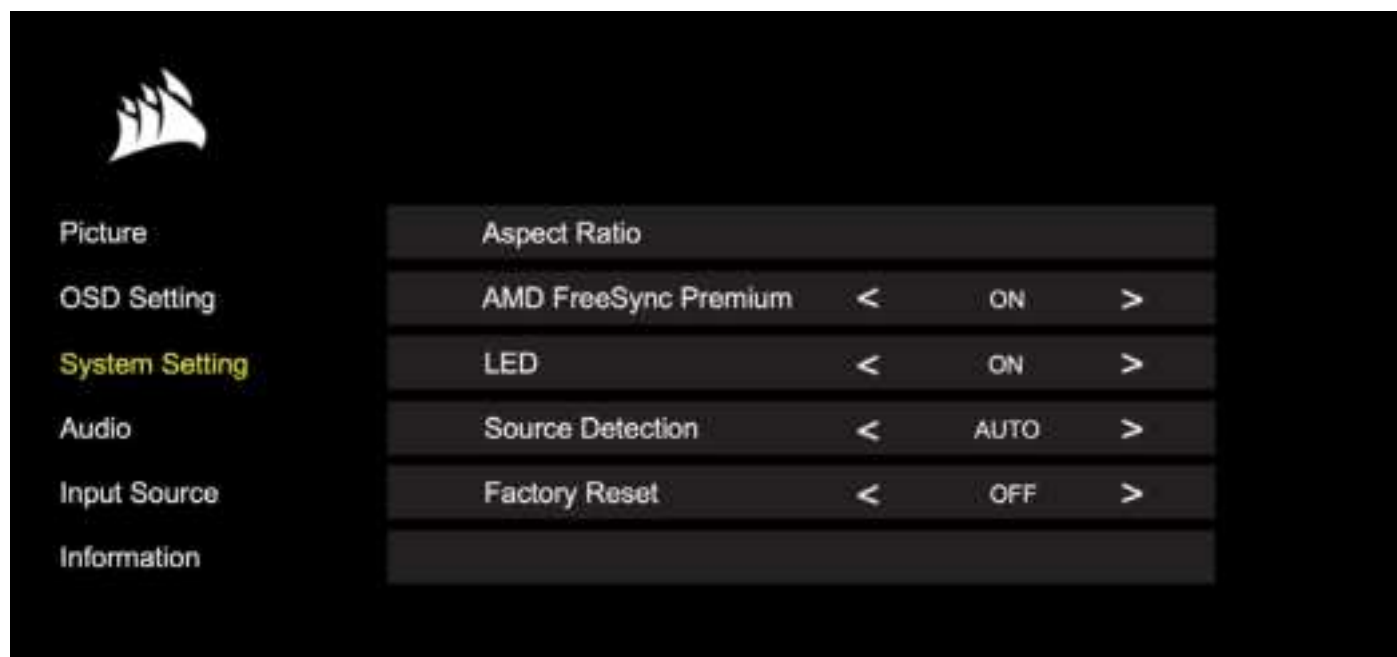 Picture
Aspect Ratio
OSD Setting
AMD FreeSync Premium < ON >
System Setting
LED < ON >
Audio
Source Detection < AUTO >
Input Source
Factory Reset < OFF >
Information